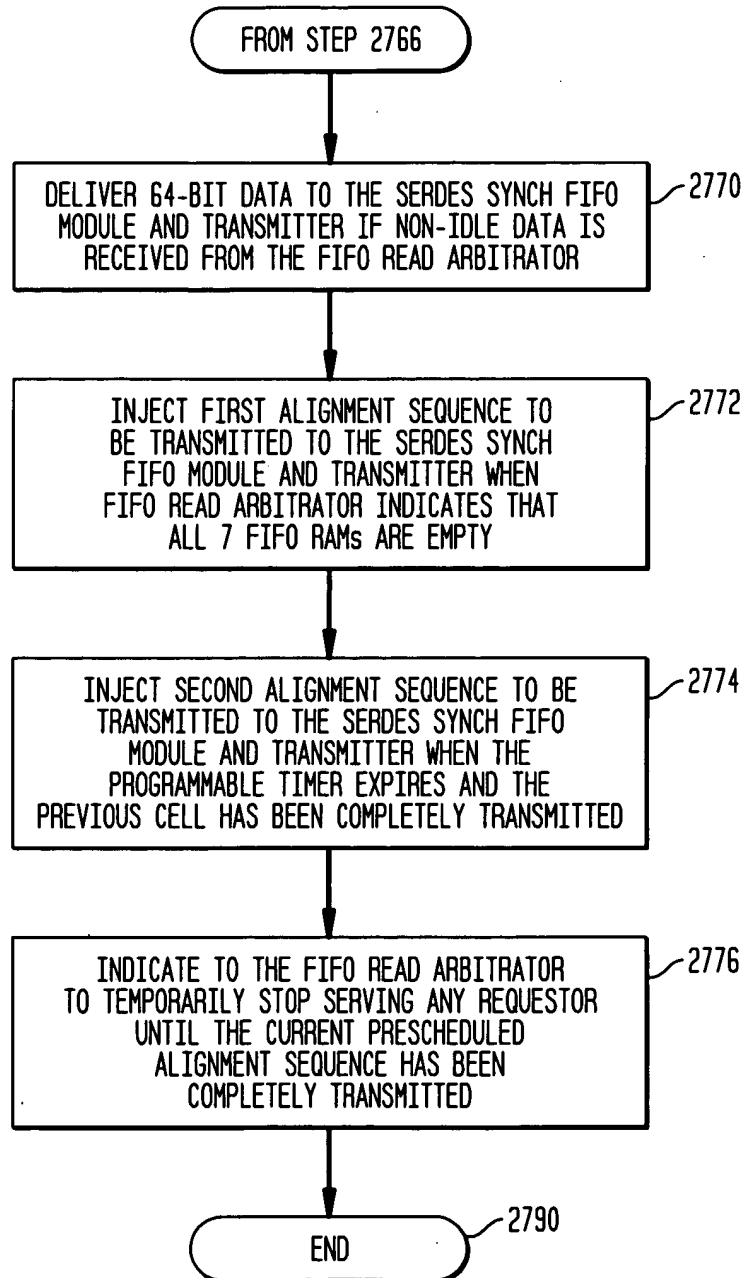 FROM STEP 2766
DELIVER 64-BIT DATA TO THE SERDES SYNCH FIFO
MODULE AND TRANSMITTER IF NON-IDLE DATA IS
RECEIVED FROM THE FIFO READ ARBITRATOR
2770
INJECT FIRST ALIGNMENT SEQUENCE TO
BE TRANSMITTED TO THE SERDES SYNCH
FIFO MODULE AND TRANSMITTER WHEN
FIFO READ ARBITRATOR INDICATES THAT
ALL 7 FIFO RAMs ARE EMPTY
2772
INJECT SECOND ALIGNMENT SEQUENCE TO BE
TRANSMITTED TO THE SERDES SYNCH FIFO
MODULE AND TRANSMITTER WHEN THE
PROGRAMMABLE TIMER EXPIRES AND THE
PREVIOUS CELL HAS BEEN COMPLETELY TRANSMITTED
2774
INDICATE TO THE FIFO READ ARBITRATOR
TO TEMPORARILY STOP SERVING ANY REQUESTOR
UNTIL THE CURRENT PRESCHEDULED
ALIGNMENT SEQUENCE HAS BEEN
COMPLETELY TRANSMITTED
2776
END
2790